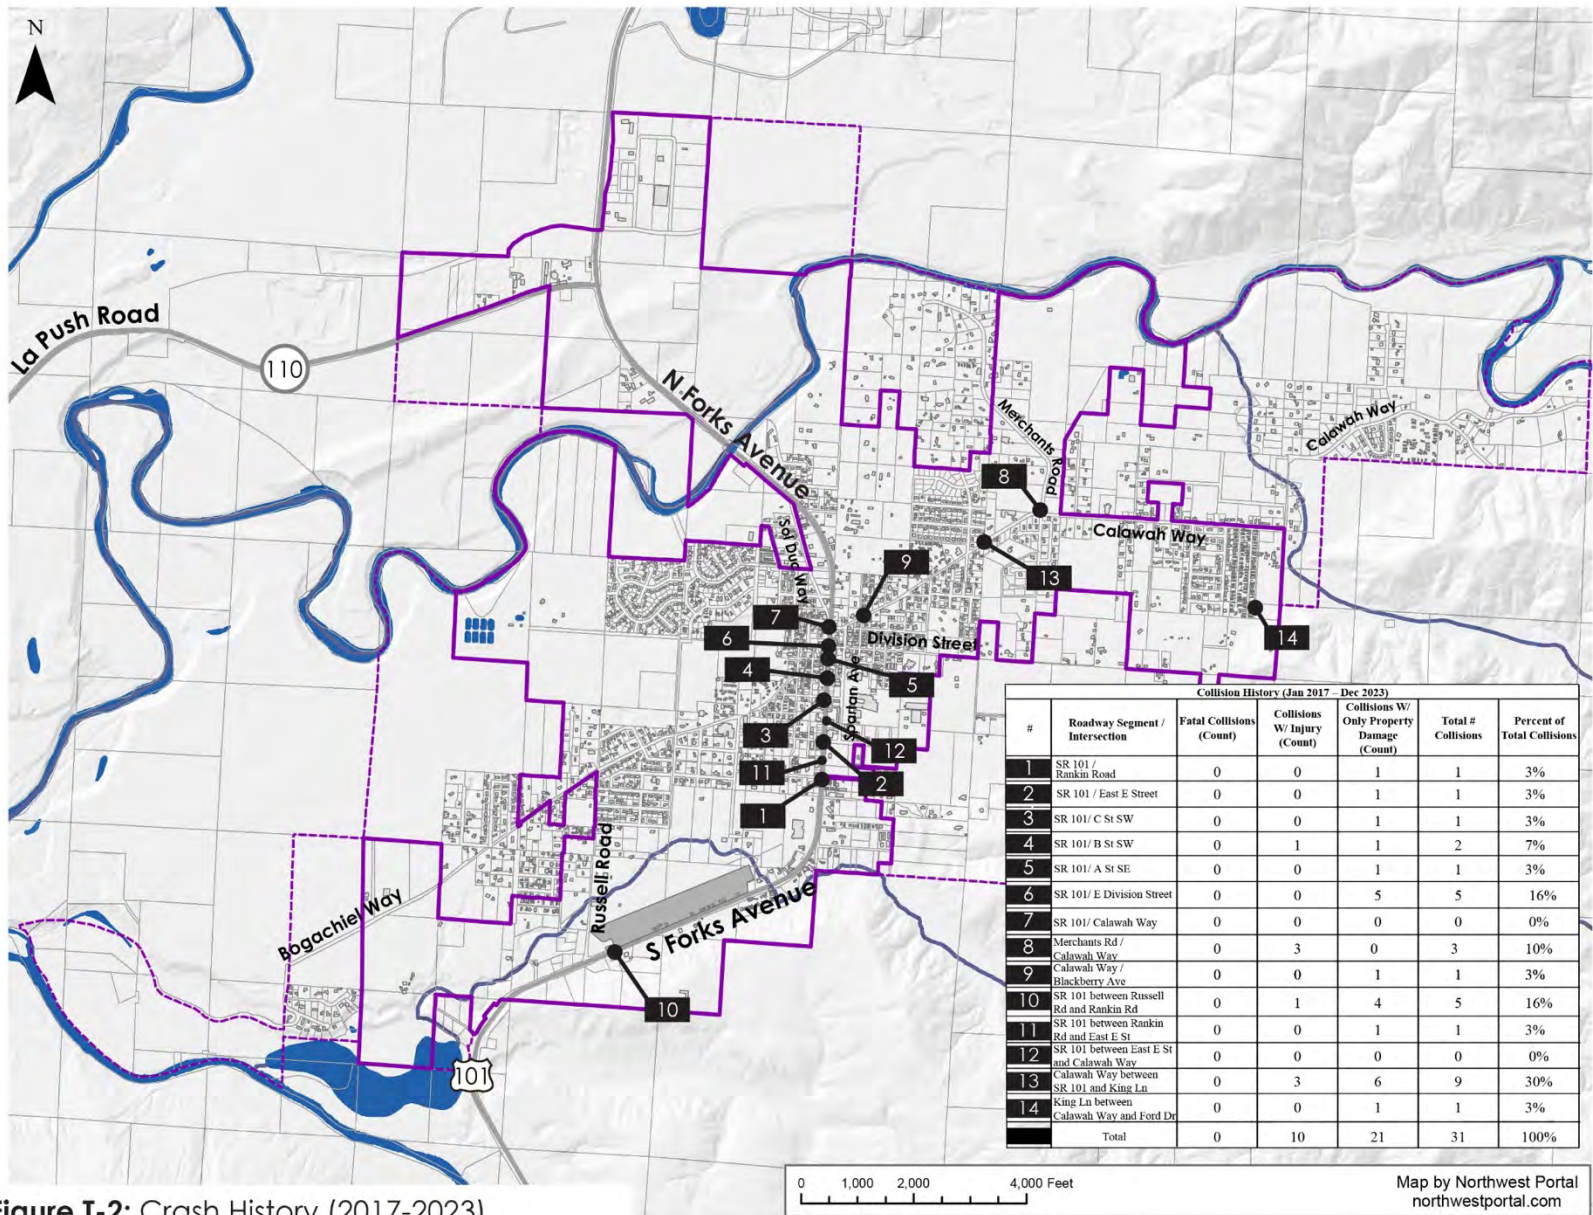 N
La Push Road
110
N Forks Avenue
Merchants Road
Calawah Way
8
Calawah Way
Sol Duc Way
9
13
7
Division Street
6
14
4
5
Spartan Ave
3
12
11
2
1
Russell Road
S Forks Avenue
Bogachiel Way
10
101
Collision History (Jan 2017 – Dec 2023)
# Roadway Segment / Intersection Fatal Collisions (Count) Collisions W/ Injury (Count) Collisions W/ Only Property Damage (Count) Total # Collisions Percent of Total Collisions
1 SR 101 / Rankin Road 0 0 1 1 3%
2 SR 101 / East E Street 0 0 1 1 3%
3 SR 101/ C St SW 0 0 1 1 3%
4 SR 101/ B St SW 0 1 1 2 7%
5 SR 101/ A St SE 0 0 1 1 3%
6 SR 101/ E Division Street 0 0 5 5 16%
7 SR 101/ Calawah Way 0 0 0 0 0%
8 Merchants Rd / Calawah Way 0 3 0 3 10%
9 Calawah Way / Blackberry Ave 0 0 1 1 3%
10 SR 101 between Russell Rd and Rankin Rd 0 1 4 5 16%
11 SR 101 between Rankin Rd and East E St 0 0 1 1 3%
12 SR 101 between East E St and Calawah Way 0 0 0 0 0%
13 Calawah Way between SR 101 and King Ln 0 3 6 9 30%
14 King Ln between Calawah Way and Ford Dr 0 0 1 1 3%
Total 0 10 21 31 100%
0 1,000 2,000 4,000 Feet
Map by Northwest Portal
northwestportal.com
Figure T-2: Crash History (2017-2023)